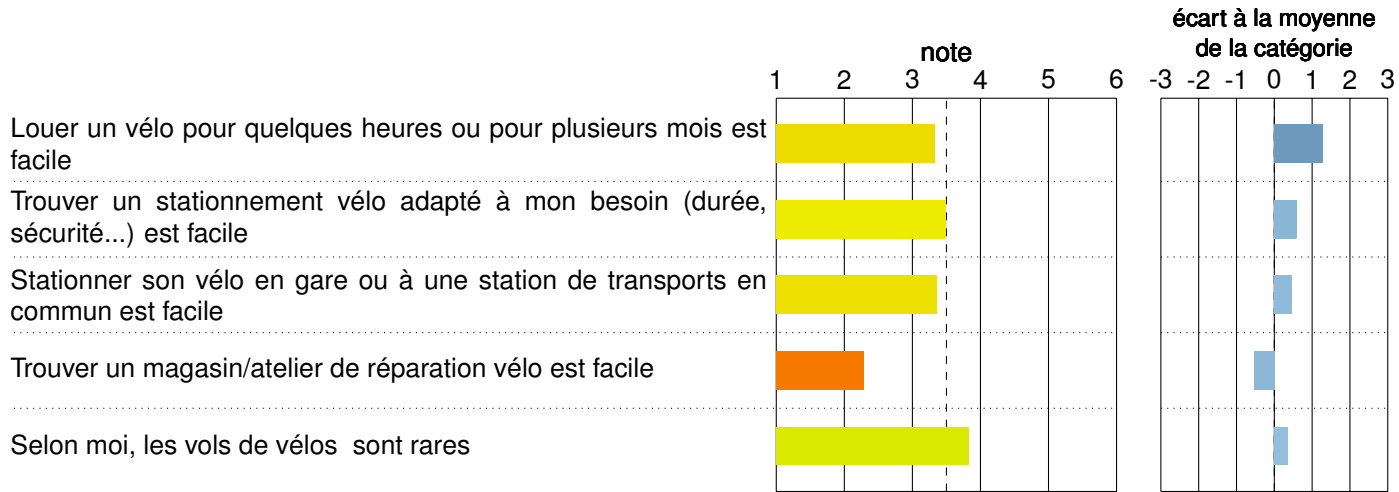 écart à la moyenne
note de la catégorie
1 2 3 4 5 6 -3 -2 -1 0 1 2 3
Louer un vélo pour quelques heures ou pour plusieurs mois est
facile
Trouver un stationnement vélo adapté à mon besoin (durée,
sécurité...) est facile
Stationner son vélo en gare ou à une station de transports en
commun est facile
Trouver un magasin/atelier de réparation vélo est facile
Selon moi, les vols de vélos sont rares